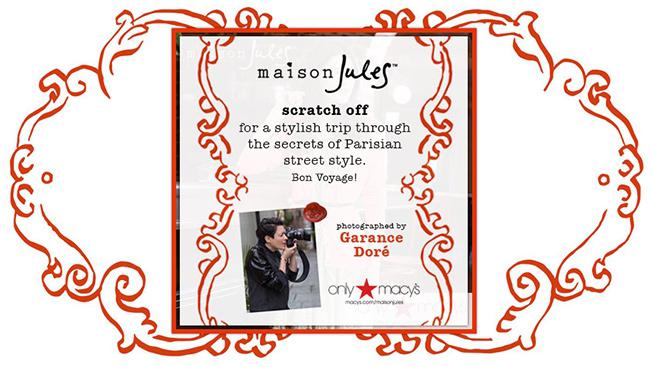 maison Jules™
scratch off
for a stylish trip through
the secrets of Parisian
street style.
Bon Voyage!
photographed by
Garance
Doré
only ★ macy's
macys.com/maisonjules